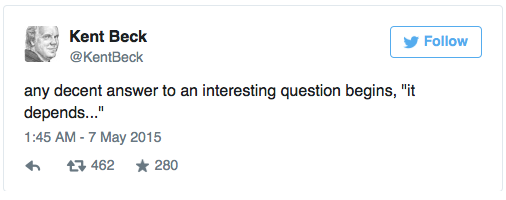 Kent Beck
@KentBeck
Follow
any decent answer to an interesting question begins, "it
depends..."
1:45 AM - 7 May 2015
462 280